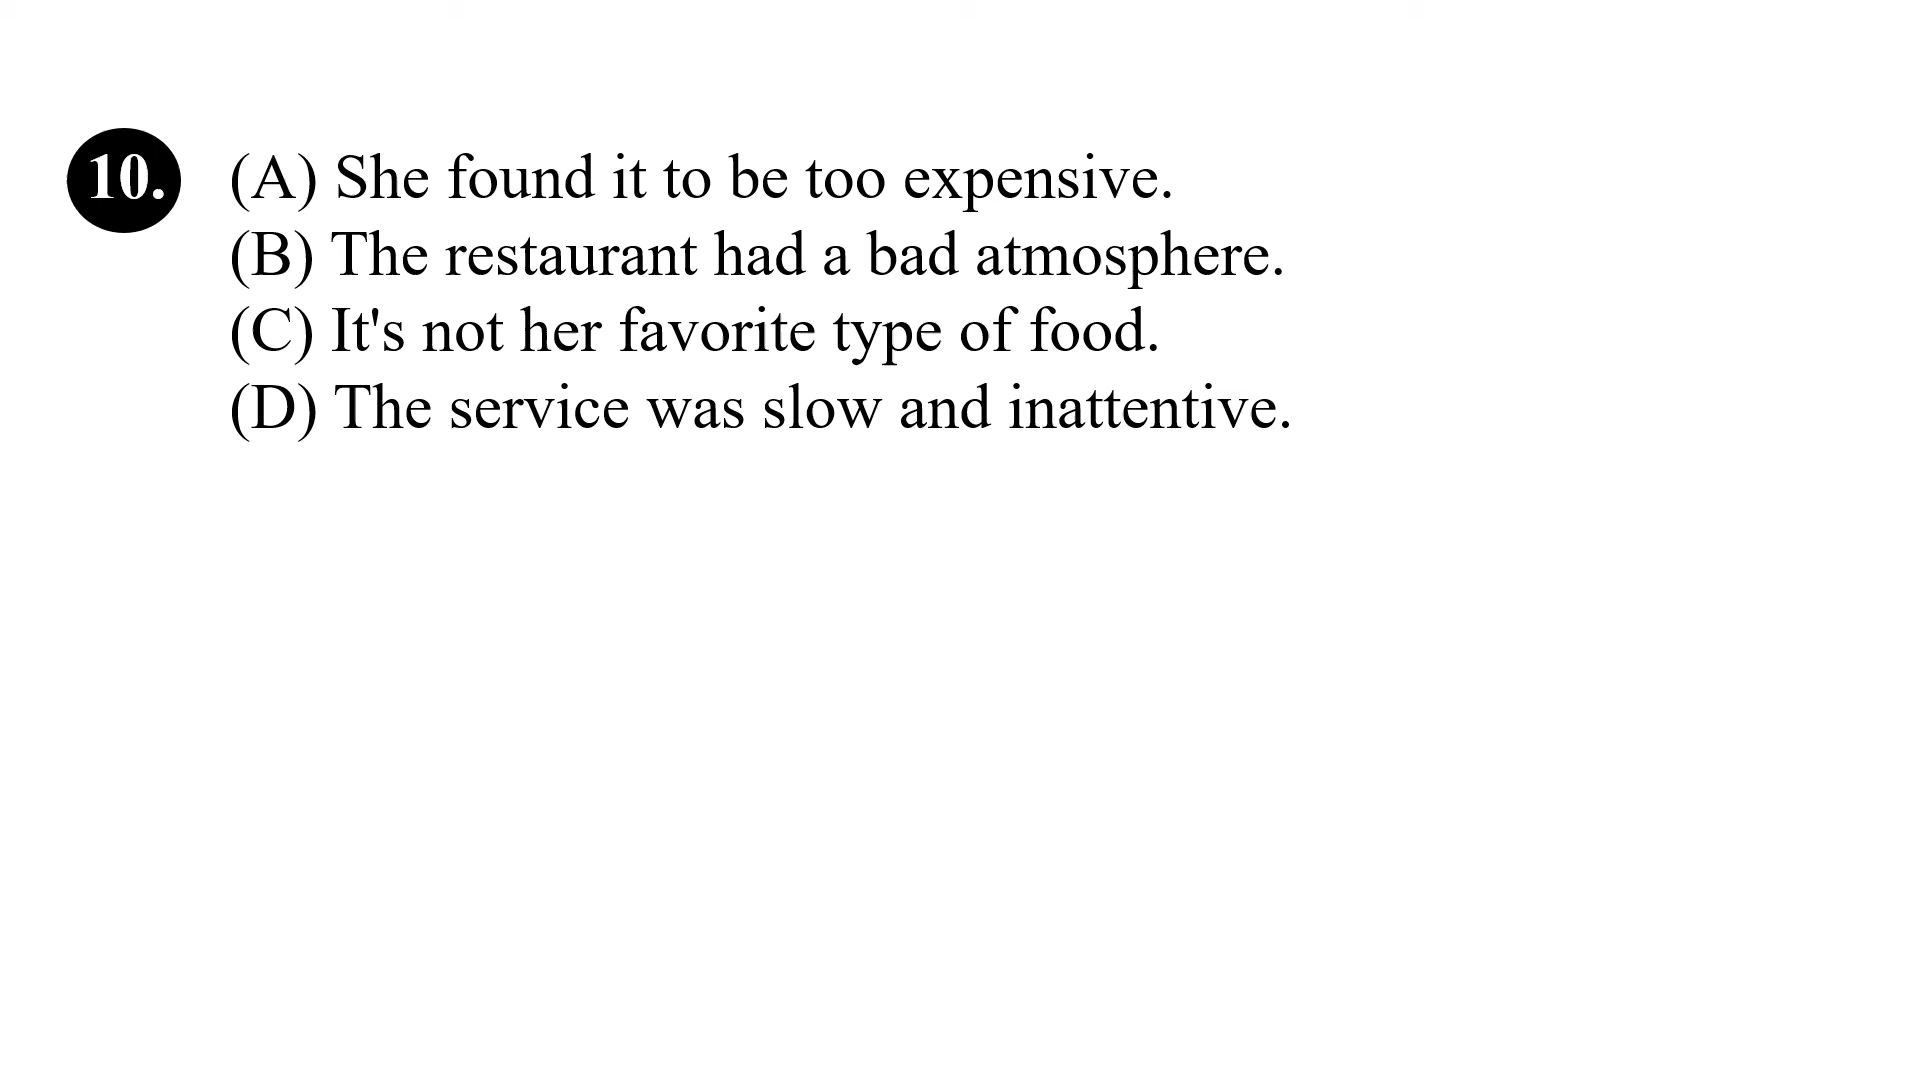 10. (A) She found it to be too expensive.
(B) The restaurant had a bad atmosphere.
(C) It's not her favorite type of food.
(D) The service was slow and inattentive.